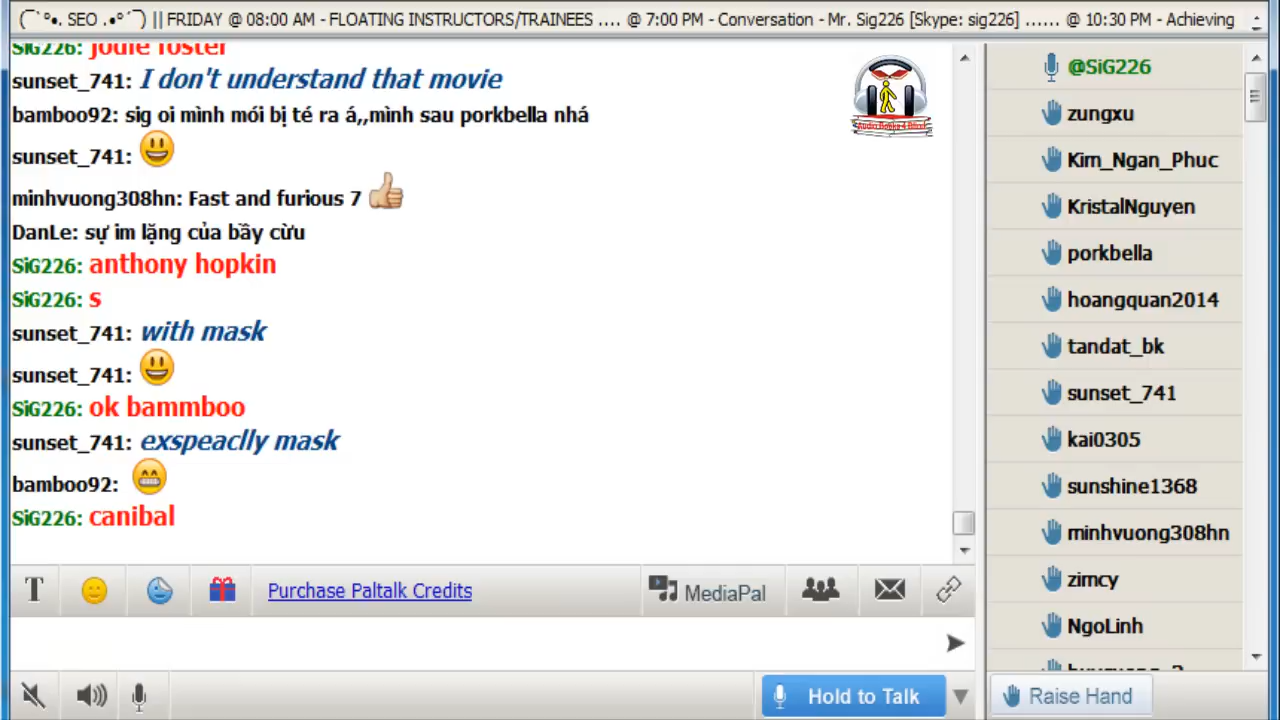 (¯`°•. SEO .•°´¯) || FRIDAY @ 08:00 AM - FLOATING INSTRUCTORS/TRAINEES .... @ 7:00 PM - Conversation - Mr. Sig226 [Skype: sig226] ...... @ 10:30 PM - Achieving
SiG226: jodie foster
sunset_741: I don't understand that movie
bamboo92: sig oi mình mói bị té ra á,,mình sau porkbella nhá
sunset_741:
minhvuong308hn: Fast and furious 7
DanLe: sự im lặng của bầy cừu
SiG226: anthony hopkin
SiG226: s
sunset_741: with mask
sunset_741:
SiG226: ok bammboo
sunset_741: exspeaclly mask
bamboo92:
SiG226: canibal
T
Purchase Paltalk Credits
MediaPal
Hold to Talk
@SiG226
zungxu
Kim_Ngan_Phuc
KristalNguyen
porkbella
hoangquan2014
tandat_bk
sunset_741
kai0305
sunshine1368
minhvuong308hn
zimcy
NgoLinh
Raise Hand